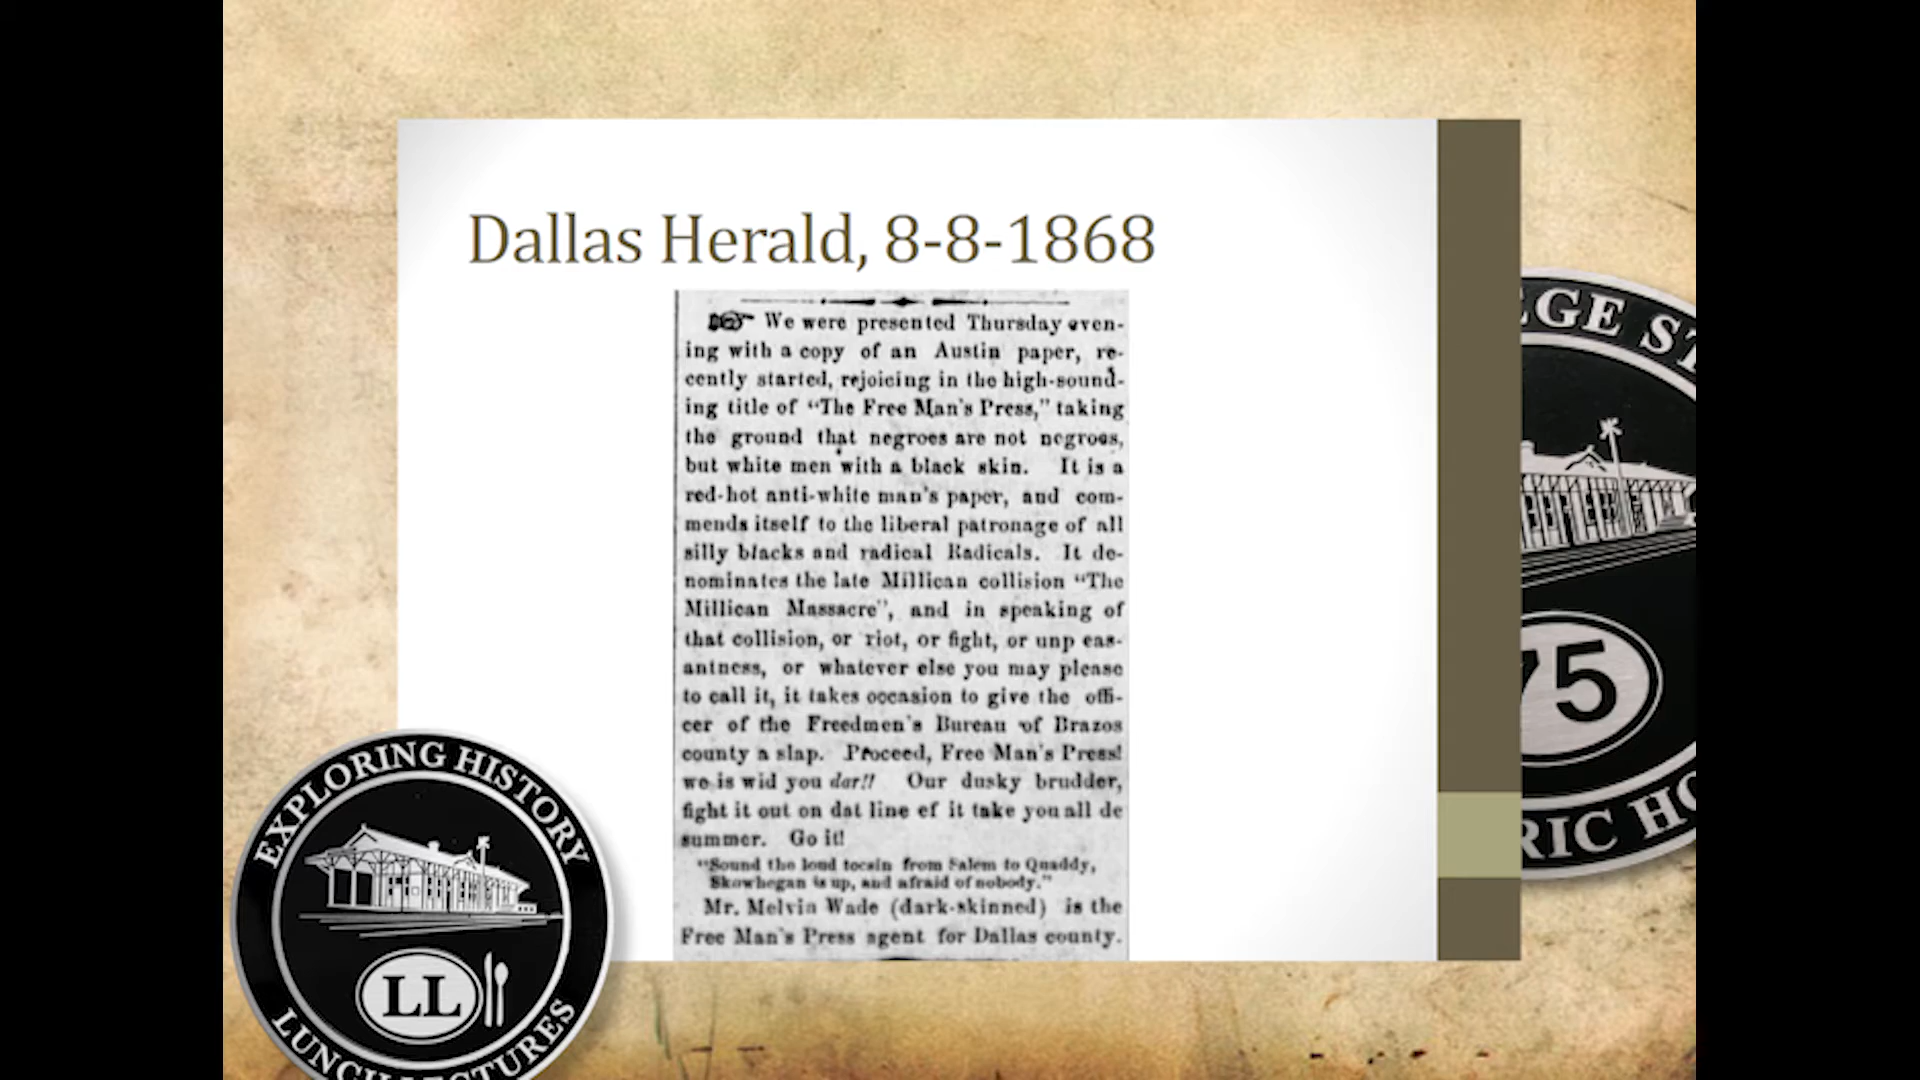 Dallas Herald, 8-8-1868
We were presented Thursday even-
ing with a copy of an Austin paper, re-
cently started, rejoicing in the high-sound-
ing title of "The Free Man's Press," taking
the ground that negroes are not negroes,
but white men with a black skin. It is a
red-hot anti-white man's paper, and com-
mends itself to the liberal patronage of all
silly blacks and radical Radicals. It de-
nominates the late Millican collision "The
Millican Massacre", and in speaking of
that collision, or riot, or fight, or unp eas-
antness, or whatever else you may please
to call it, it takes occasion to give the offi-
cer of the Freedmen's Bureau of Brazos
county a slap. Proceed, Free Man's Press!
we is wid you dar!! Our dusky brudder,
fight it out on dat line ef it take you all de
summer. Go it!
"Sound the loud tocsin from Salem to Quaddy,
Skowhegan is up, and afraid of nobody."
Mr. Melvin Wade (dark-skinned) is the
Free Man's Press agent for Dallas county.
EXPLORING HISTORY
LL
LUNCH LECTURES
EGE ST
75
RIC HO